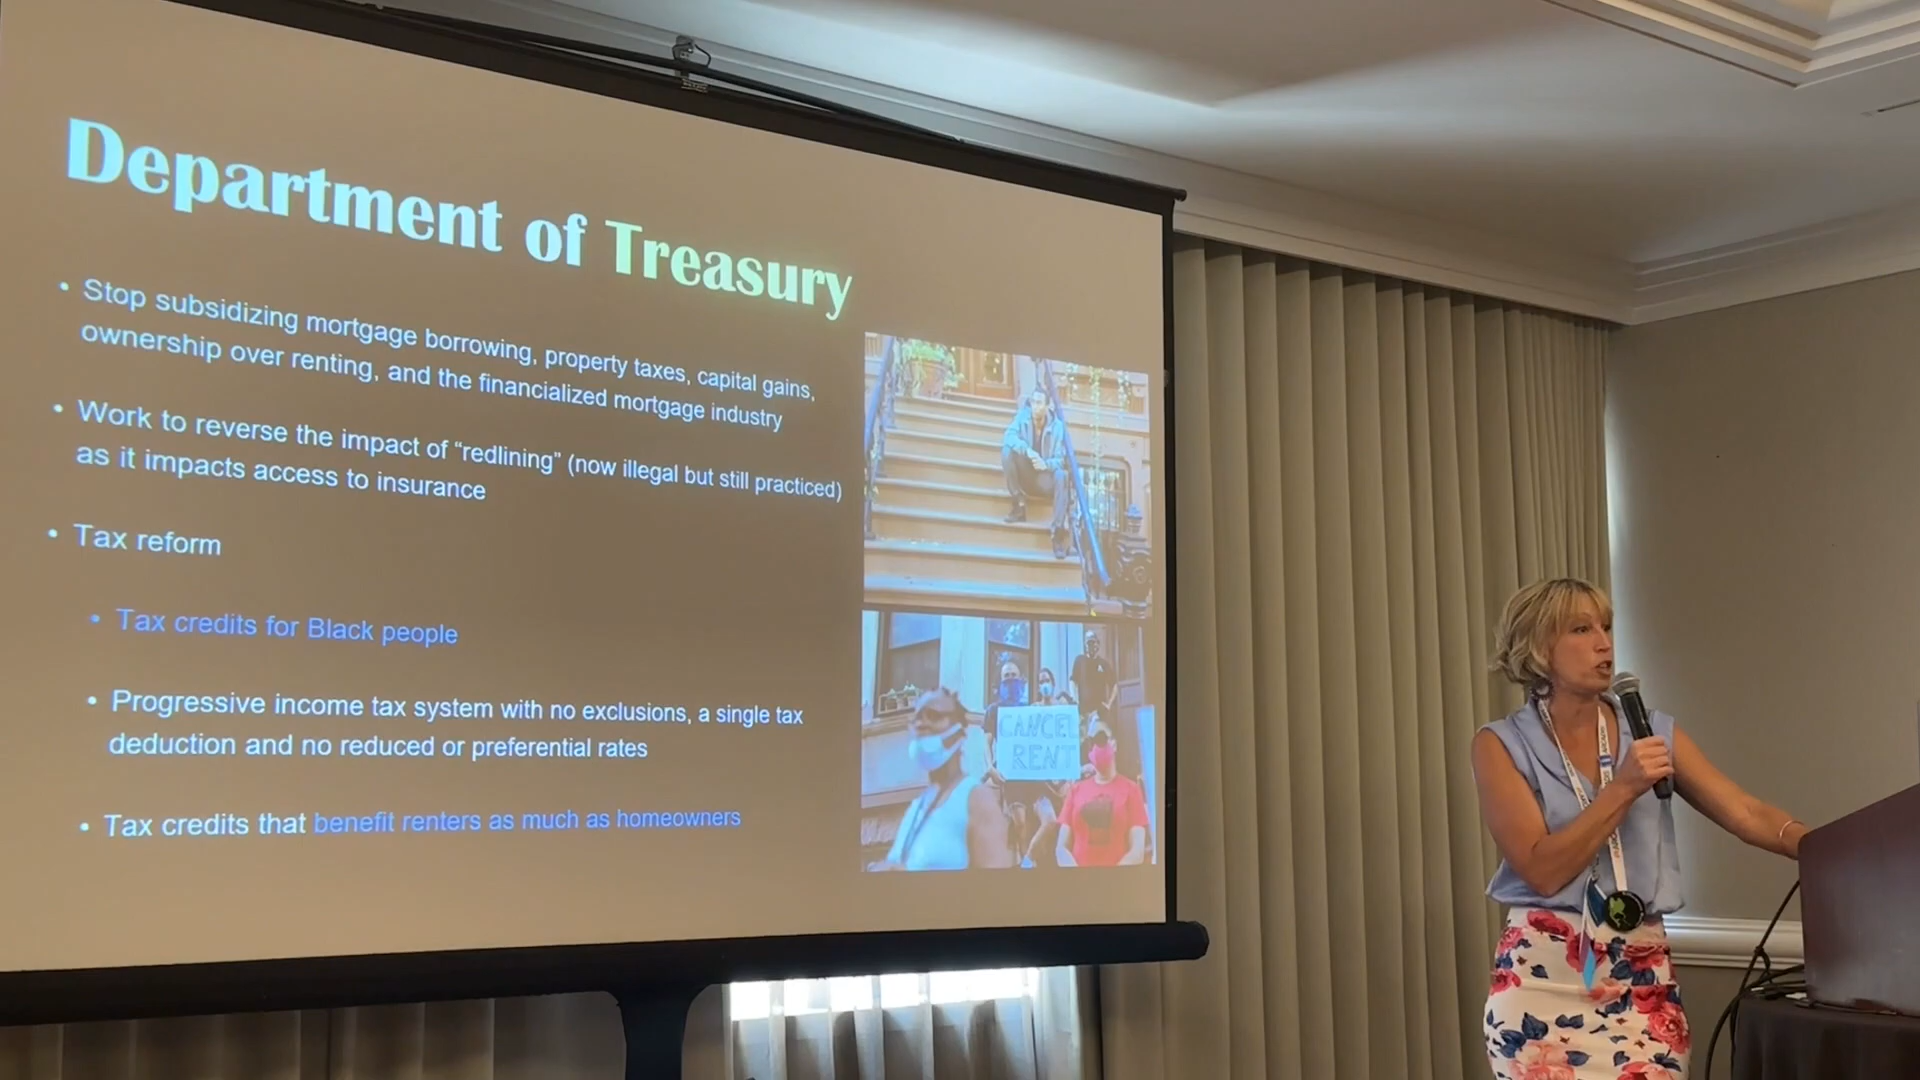 Department of Treasury
• Stop subsidizing mortgage borrowing, property taxes, capital gains,
ownership over renting, and the financialized mortgage industry
• Work to reverse the impact of “redlining” (now illegal but still practiced)
as it impacts access to insurance
• Tax reform
• Tax credits for Black people
• Progressive income tax system with no exclusions, a single tax
deduction and no reduced or preferential rates
• Tax credits that benefit renters as much as homeowners
CANCEL
RENT